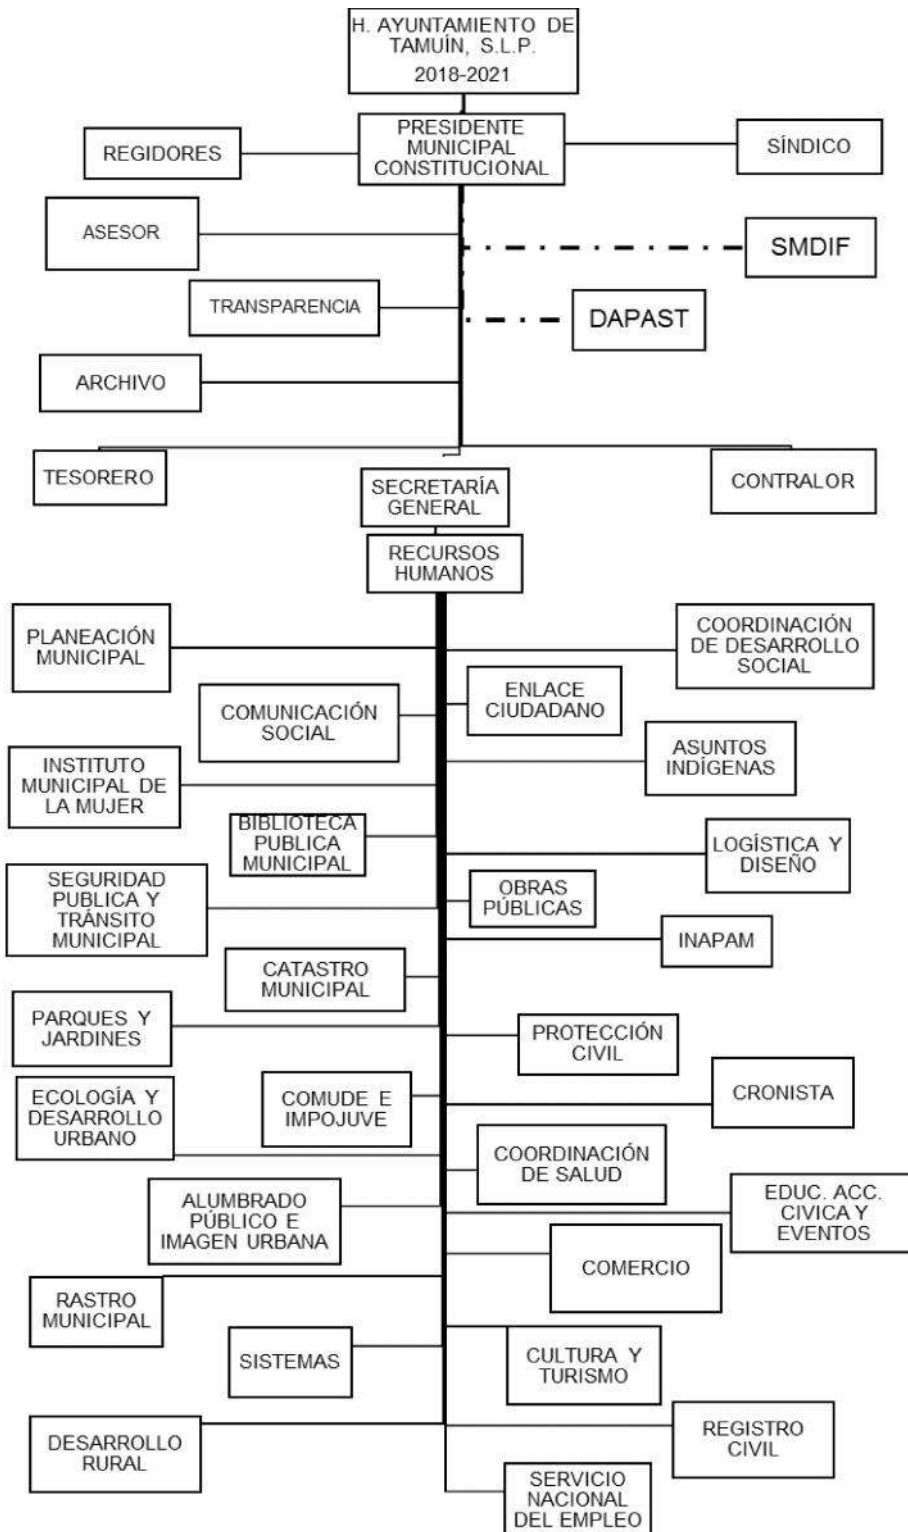 H. AYUNTAMIENTO DE
TAMUÍN, S.L.P.
2018-2021
PRESIDENTE
MUNICIPAL
CONSTITUCIONAL
REGIDORES
SÍNDICO
ASESOR
SMDIF
TRANSPARENCIA
DAPAST
ARCHIVO
TESORERO
SECRETARÍA
GENERAL
CONTRALOR
RECURSOS
HUMANOS
PLANEACIÓN
MUNICIPAL
COORDINACIÓN
DE DESARROLLO
SOCIAL
COMUNICACIÓN
SOCIAL
ENLACE
CIUDADANO
INSTITUTO
MUNICIPAL DE
LA MUJER
ASUNTOS
INDÍGENAS
BIBLIOTECA
PUBLICA
MUNICIPAL
LOGÍSTICA Y
DISEÑO
SEGURIDAD
PUBLICA Y
TRÁNSITO
MUNICIPAL
OBRAS
PÚBLICAS
INAPAM
CATASTRO
MUNICIPAL
PARQUES Y
JARDINES
PROTECCIÓN
CIVIL
ECOLOGÍA Y
DESARROLLO
URBANO
COMUDE E
IMPOJUVE
CRONISTA
COORDINACIÓN
DE SALUD
ALUMBRADO
PÚBLICO E
IMAGEN URBANA
EDUC. ACC.
CIVICA Y
EVENTOS
COMERCIO
RASTRO
MUNICIPAL
SISTEMAS
CULTURA Y
TURISMO
DESARROLLO
RURAL
REGISTRO
CIVIL
SERVICIO
NACIONAL
DEL EMPLEO